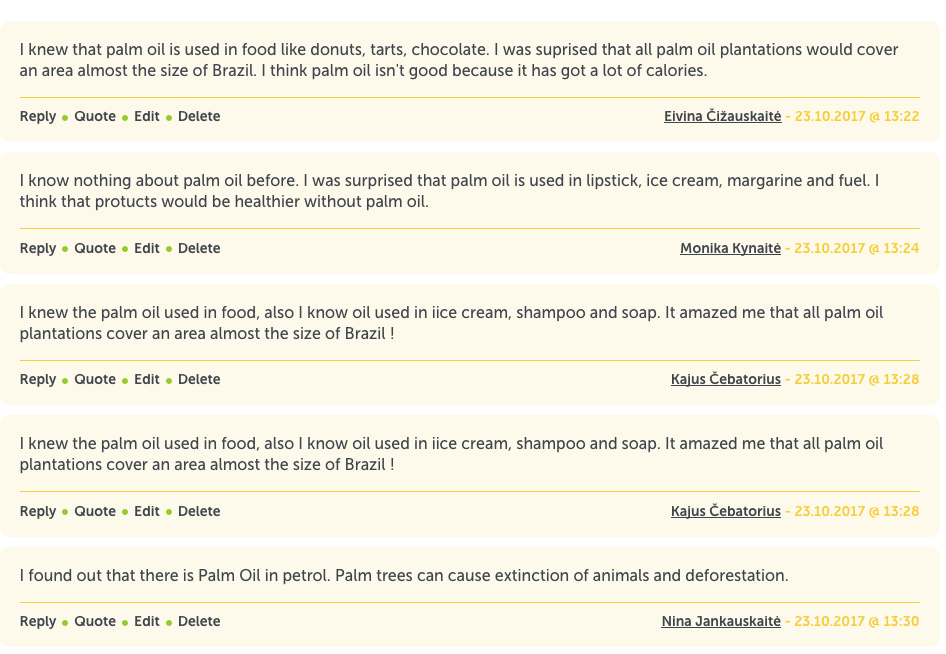 I knew that palm oil is used in food like donuts, tarts, chocolate. I was suprised that all palm oil plantations would cover
an area almost the size of Brazil. I think palm oil isn't good because it has got a lot of calories.
Reply ● Quote ● Edit ● Delete Eivina Čižauskaitė - 23.10.2017 @ 13:22
I know nothing about palm oil before. I was surprised that palm oil is used in lipstick, ice cream, margarine and fuel. I
think that protucts would be healthier without palm oil.
Reply ● Quote ● Edit ● Delete Monika Kynaitė - 23.10.2017 @ 13:24
I knew the palm oil used in food, also I know oil used in iice cream, shampoo and soap. It amazed me that all palm oil
plantations cover an area almost the size of Brazil !
Reply ● Quote ● Edit ● Delete Kajus Čebatorius - 23.10.2017 @ 13:28
I knew the palm oil used in food, also I know oil used in iice cream, shampoo and soap. It amazed me that all palm oil
plantations cover an area almost the size of Brazil !
Reply ● Quote ● Edit ● Delete Kajus Čebatorius - 23.10.2017 @ 13:28
I found out that there is Palm Oil in petrol. Palm trees can cause extinction of animals and deforestation.
Reply ● Quote ● Edit ● Delete Nina Jankauskaitė - 23.10.2017 @ 13:30